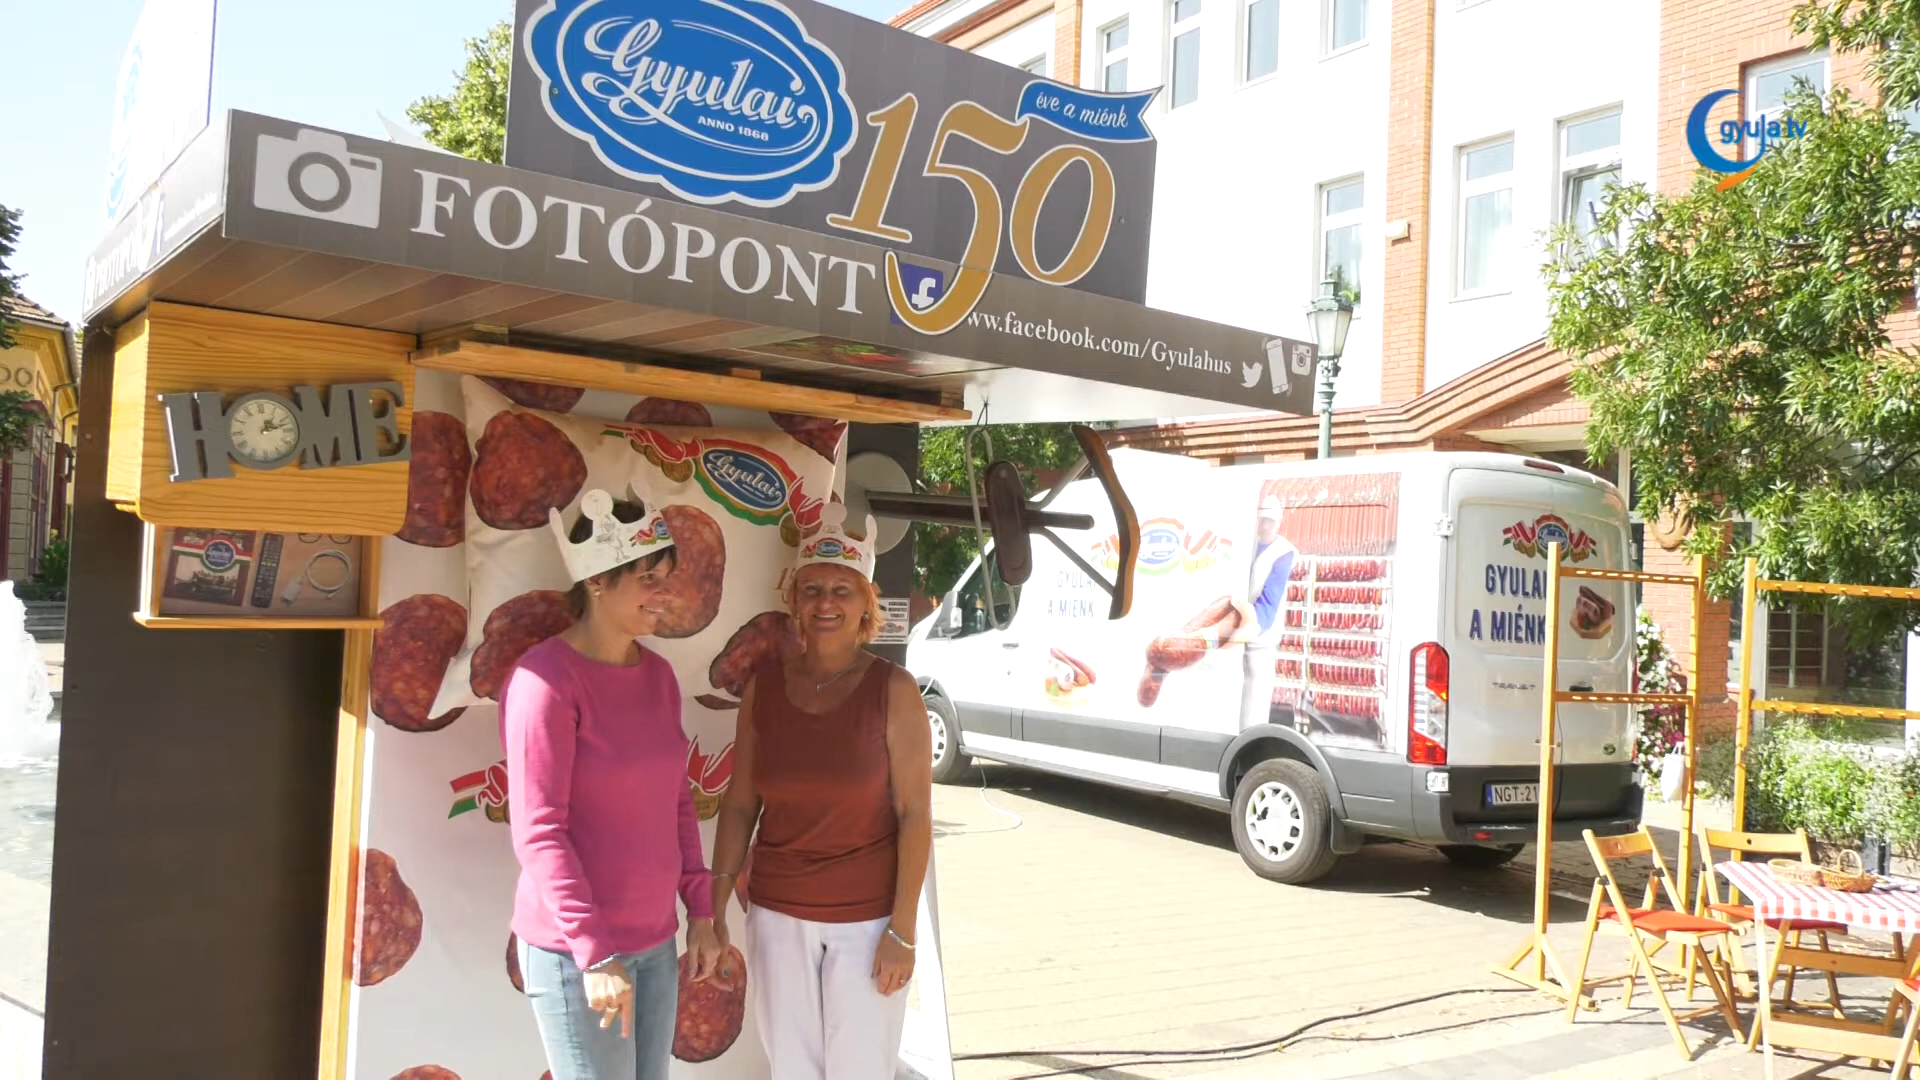 Gyulai
ANNO 1868
150
éve a miénk
gyula tv
FOTÓPONT
www.facebook.com/Gyulahus
HOME
Gyulai
GYULAI
A MIÉNK
GYULAI
A MIÉNK
TRANSIT
NGT-21